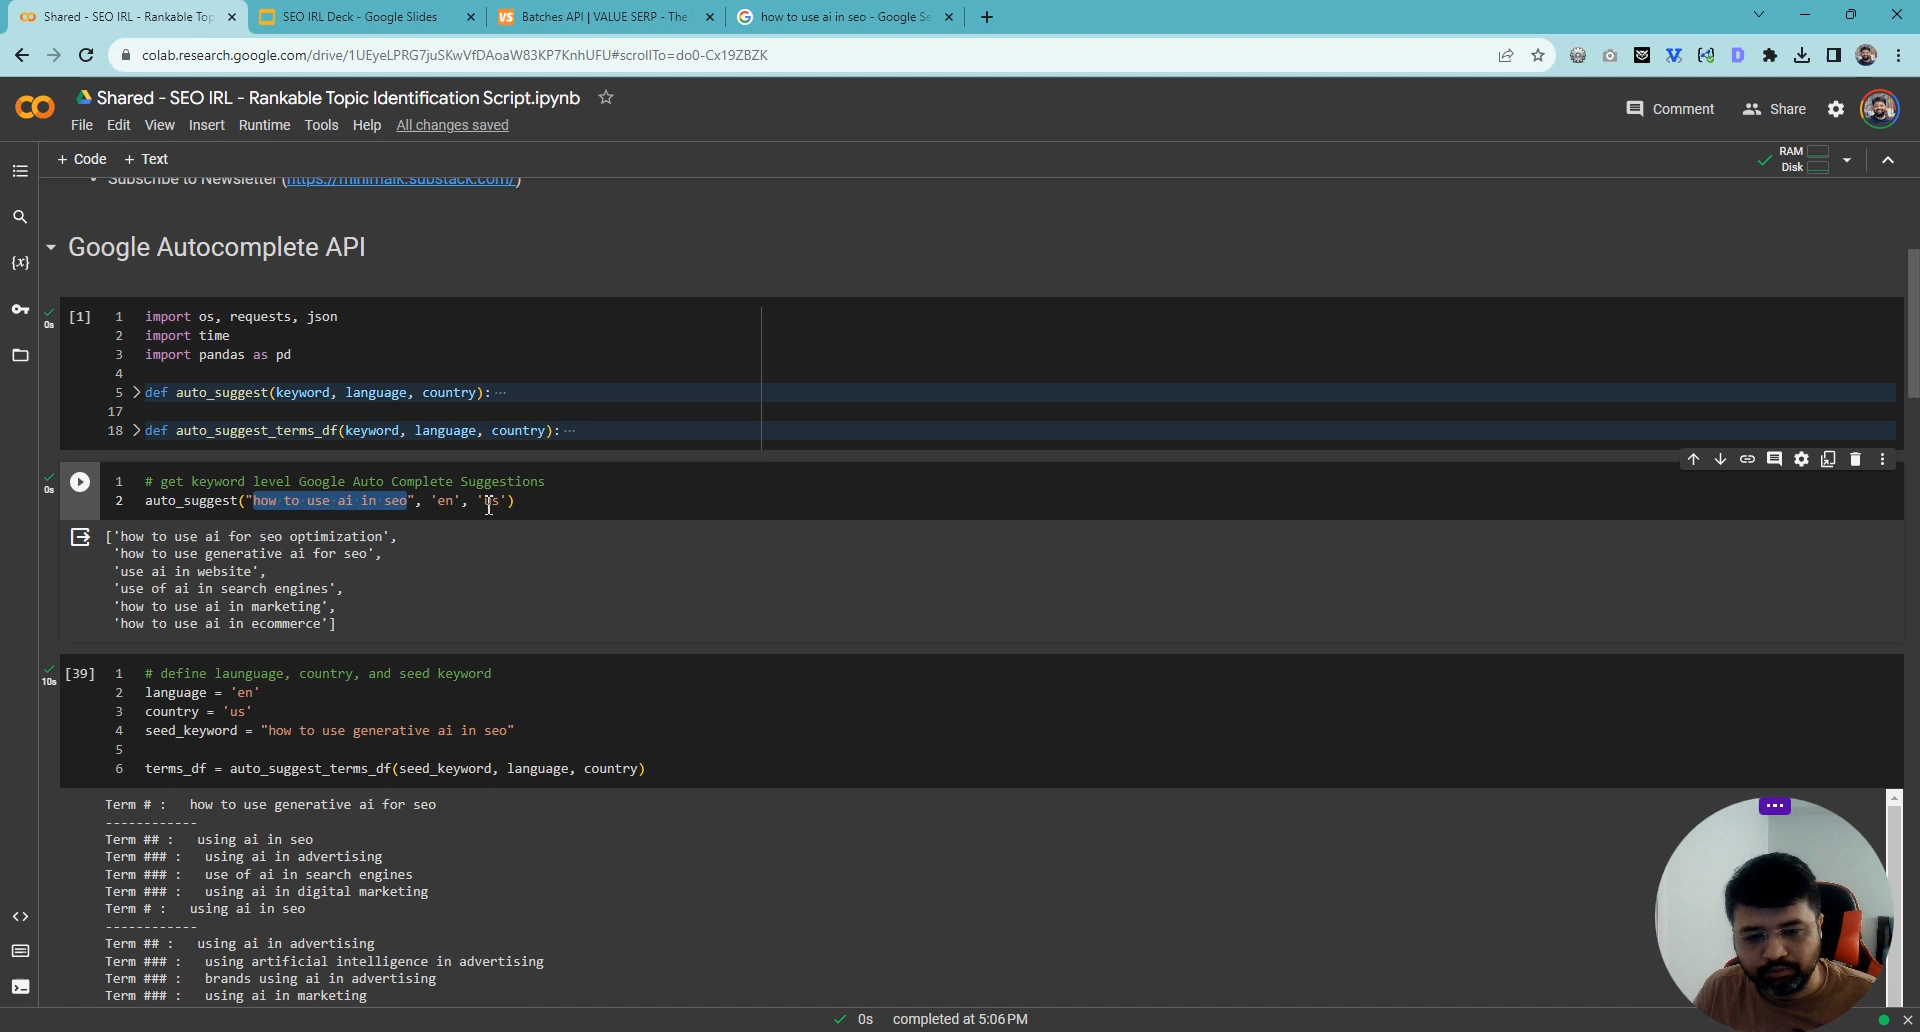 Shared - SEO IRL - Rankable Top
SEO IRL Deck - Google Slides
VS Batches API | VALUE SERP - The
how to use ai in seo - Google Se
colab.research.google.com/drive/1UEyeLPRG7juSKwVfDAoaW83KP7KnhUFU#scrollTo=do0-Cx19ZBZK
Shared - SEO IRL - Rankable Topic Identification Script.ipynb
Comment
Share
File Edit View Insert Runtime Tools Help All changes saved
+ Code + Text
RAM
Disk
Subscribe to Newsletter (https://minimalk.substack.com/)
Google Autocomplete API
0s
[1]
1 import os, requests, json
2 import time
3 import pandas as pd
4
5 def auto_suggest(keyword, language, country): ...
17
18 def auto_suggest_terms_df(keyword, language, country): ...
0s
1 # get keyword level Google Auto Complete Suggestions
2 auto_suggest("how to use ai in seo", 'en', 'us')
['how to use ai for seo optimization',
'how to use generative ai for seo',
'use ai in website',
'use of ai in search engines',
'how to use ai in marketing',
'how to use ai in ecommerce']
10s
[39]
1 # define launguage, country, and seed keyword
2 language = 'en'
3 country = 'us'
4 seed_keyword = "how to use generative ai in seo"
5
6 terms_df = auto_suggest_terms_df(seed_keyword, language, country)
Term # : how to use generative ai for seo
------------
Term ## : using ai in seo
Term ### : using ai in advertising
Term ### : use of ai in search engines
Term ### : using ai in digital marketing
Term # : using ai in seo
------------
Term ## : using ai in advertising
Term ### : using artificial intelligence in advertising
Term ### : brands using ai in advertising
Term ### : using ai in marketing
0s completed at 5:06 PM